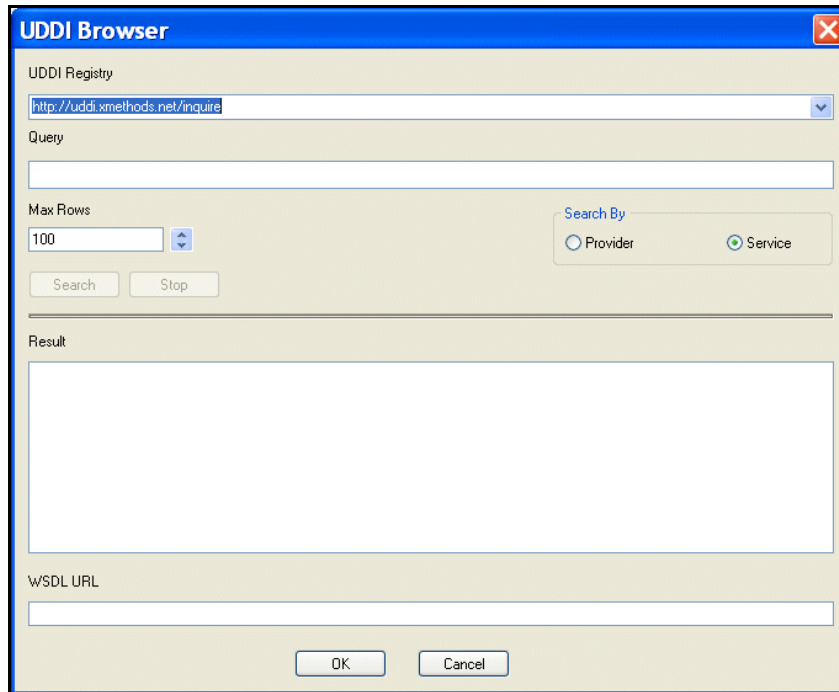 UDDI Browser
UDDI Registry
http://uddi.xmethods.net/inquire
Query
Max Rows
100
Search By
Provider
Service
Search
Stop
Result
WSDL URL
OK
Cancel